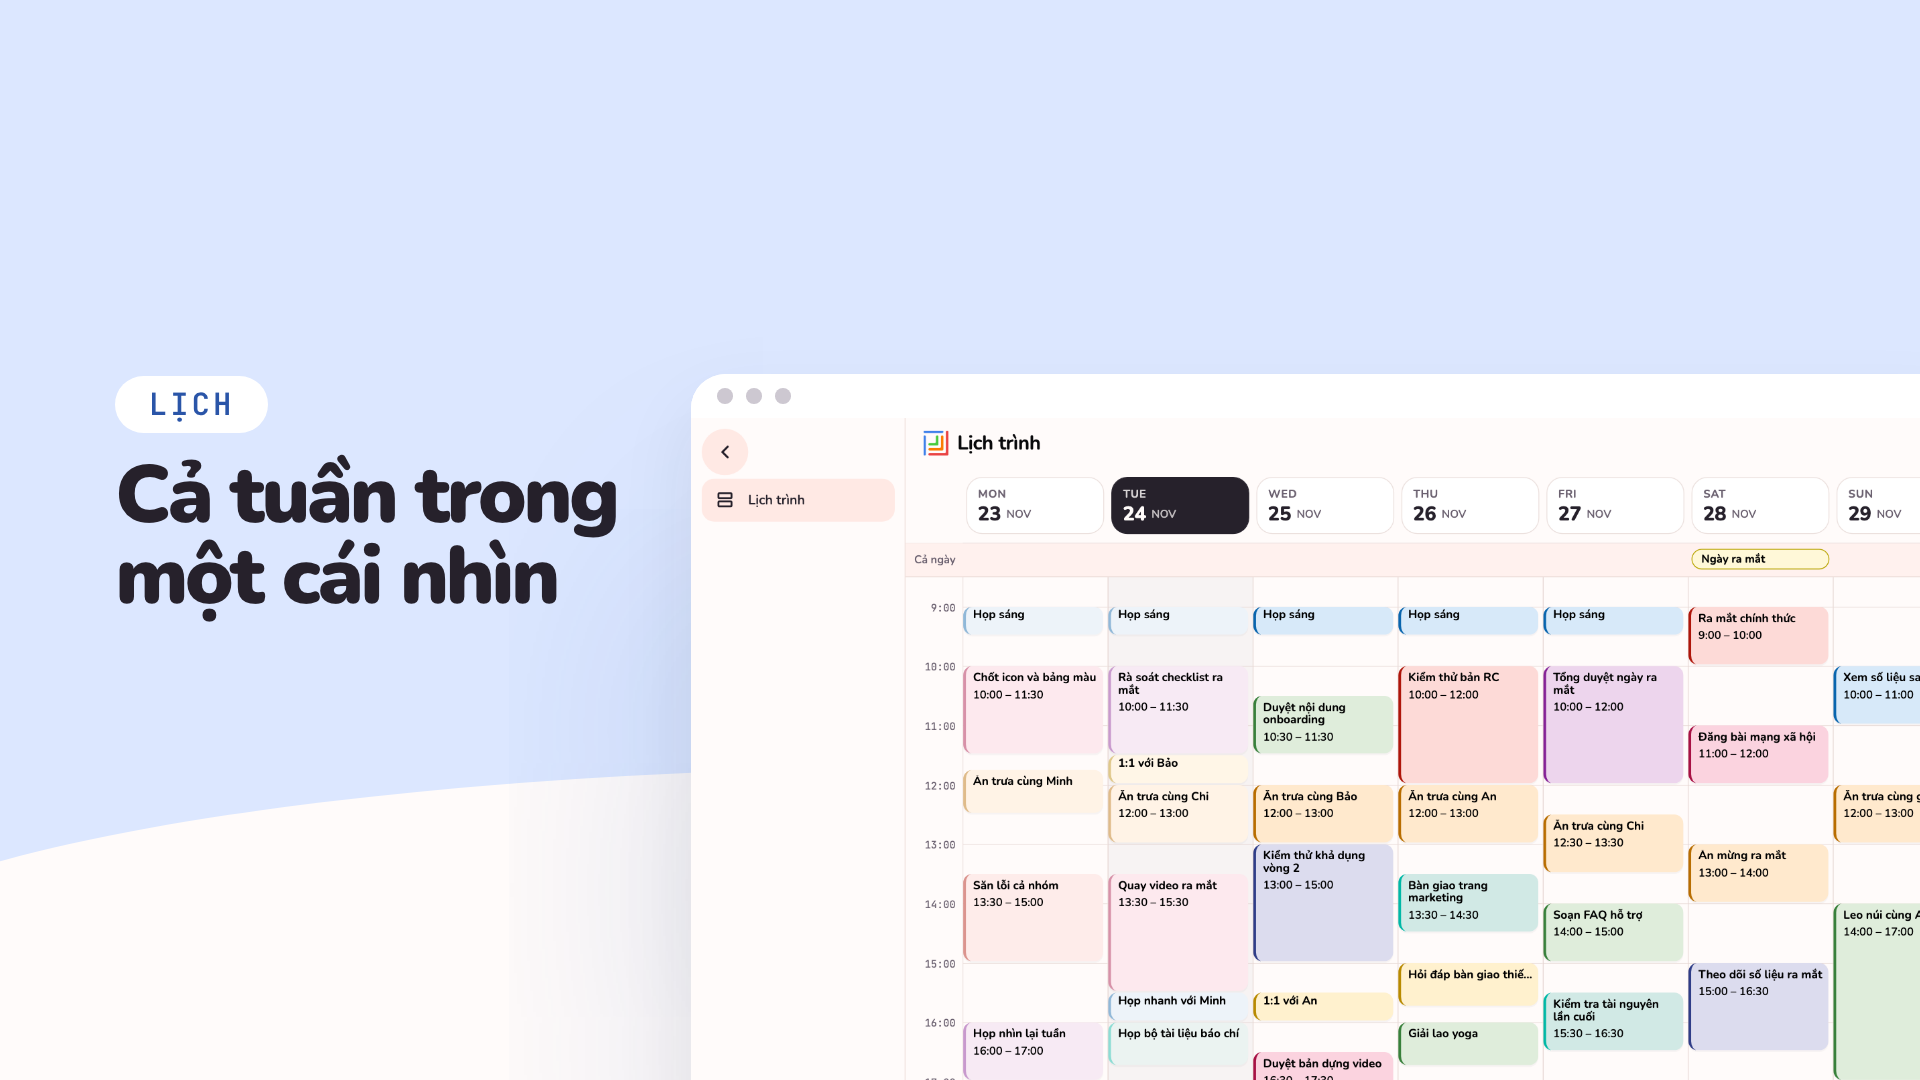 LỊCH
Cả tuần trong
một cái nhìn
Lịch trình
Lịch trình
MON
23 NOV
TUE
24 NOV
WED
25 NOV
THU
26 NOV
FRI
27 NOV
SAT
28 NOV
SUN
29 NOV
Cả ngày
Ngày ra mắt
9:00
10:00
11:00
12:00
13:00
14:00
15:00
16:00
Họp sáng
Chốt icon và bảng màu
10:00 – 11:30
Ăn trưa cùng Minh
Săn lỗi cả nhóm
13:30 – 15:00
Họp nhìn lại tuần
16:00 – 17:00
Họp sáng
Rà soát checklist ra
mắt
10:00 – 11:30
1:1 với Bảo
Ăn trưa cùng Chi
12:00 – 13:00
Quay video ra mắt
13:30 – 15:30
Họp nhanh với Minh
Họp bộ tài liệu báo chí
Họp sáng
Duyệt nội dung
onboarding
10:30 – 11:30
Ăn trưa cùng Bảo
12:00 – 13:00
Kiểm thử khả dụng
vòng 2
13:00 – 15:00
1:1 với An
Duyệt bản dựng video
16:30 – 17:30
Họp sáng
Kiểm thử bản RC
10:00 – 12:00
Ăn trưa cùng An
12:00 – 13:00
Bàn giao trang
marketing
13:30 – 14:30
Hỏi đáp bàn giao thiế…
Giải lao yoga
Họp sáng
Tổng duyệt ngày ra
mắt
10:00 – 12:00
Ăn trưa cùng Chi
12:30 – 13:30
Soạn FAQ hỗ trợ
14:00 – 15:00
Kiểm tra tài nguyên
lần cuối
15:30 – 16:30
Ra mắt chính thức
9:00 – 10:00
Đăng bài mạng xã hội
11:00 – 12:00
Ăn mừng ra mắt
13:00 – 14:00
Theo dõi số liệu ra mắt
15:00 – 16:30
Xem số liệu
10:00 – 11:00
Ăn trưa cùng
12:00 – 13:00
Leo núi cùng
14:00 – 17:00